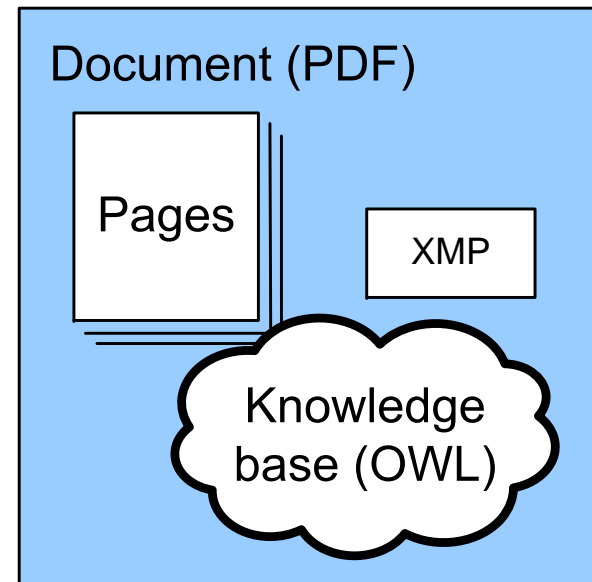 Document (PDF)
Pages
XMP
Knowledge
base (OWL)